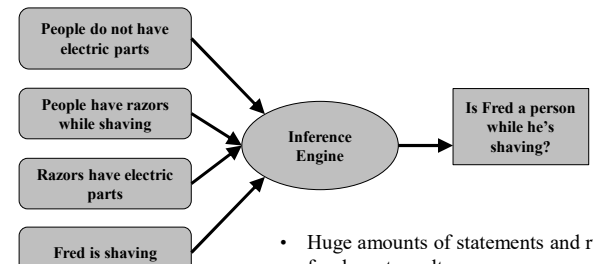 People do not have
electric parts
People have razors
while shaving
Razors have electric
parts
Fred is shaving
Inference
Engine
Is Fred a person
while he's
shaving?
• Huge amounts of statements and r